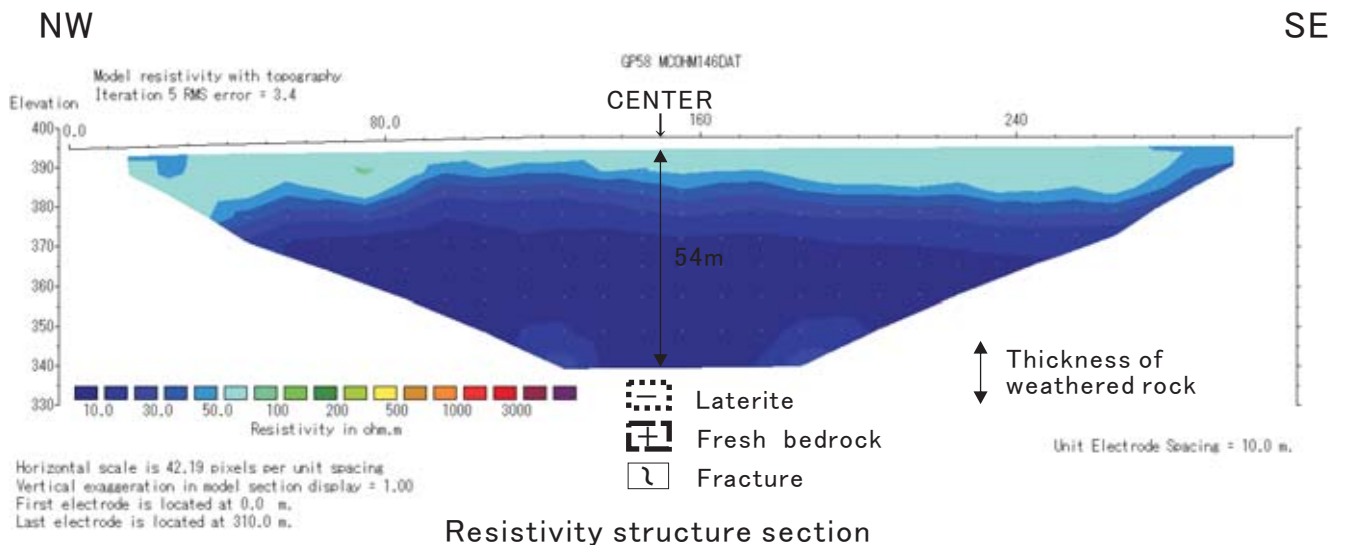 NW
SE
GP58 MCOHM146DAT
Model resistivity with topography
Iteration 5 RMS error = 3.4
Elevation
CENTER
400
0.0
80.0
160
240
390
380
370
54m
360
350
340
330
Thickness of
weathered rock
10.0 30.0 50.0 100 200 500 1000 3000
Resistivity in ohm.m
Laterite
Fresh bedrock
Fracture
Unit Electrode Spacing = 10.0 m.
Horizontal scale is 42.19 pixels per unit spacing
Vertical exaggeration in model section display = 1.00
First electrode is located at 0.0 m.
Last electrode is located at 310.0 m.
Resistivity structure section